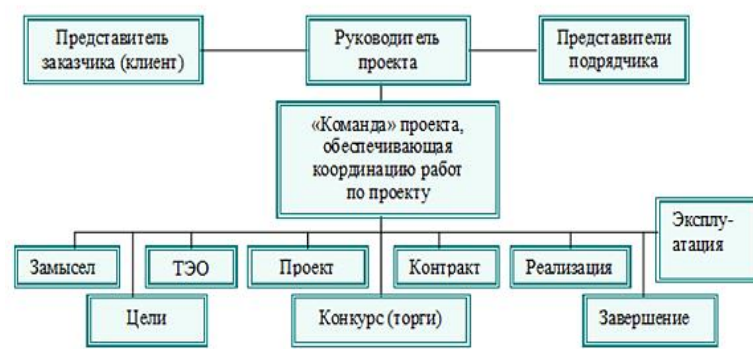 Представитель
заказчика (клиент)
Руководитель
проекта
Представители
подрядчика
«Команда» проекта,
обеспечивающая
координацию работ
по проекту
Эксплу-
атация
Замысел
ТЭО
Проект
Контракт
Реализация
Цели
Конкурс (торги)
Завершение